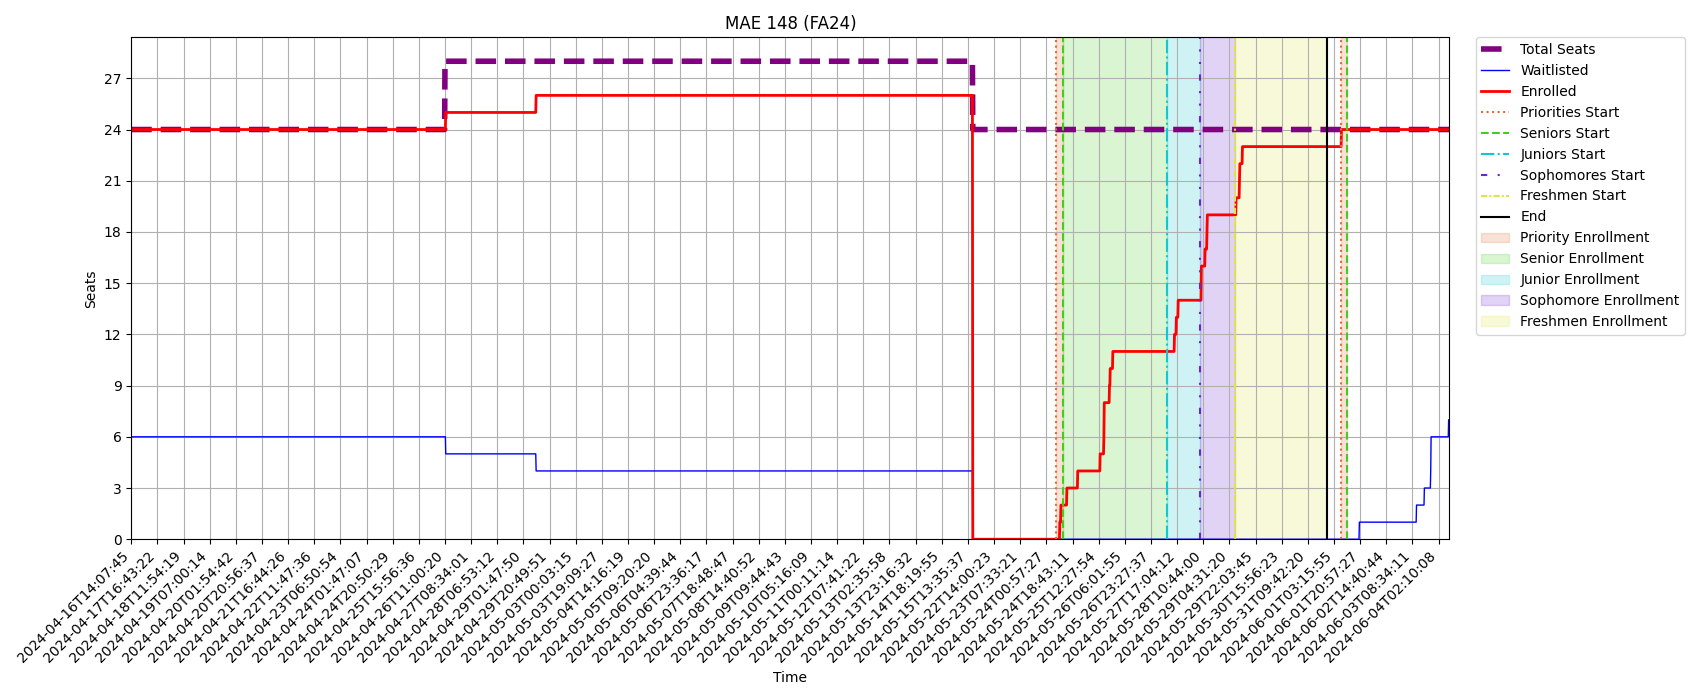 MAE 148 (FA24)
27
24
21
18
15
12
9
6
3
0
Seats
2024-04-16T14:07:45
2024-04-17T16:43:22
2024-04-18T11:54:19
2024-04-19T07:00:14
2024-04-20T01:54:42
2024-04-20T20:56:37
2024-04-21T16:44:26
2024-04-22T11:47:36
2024-04-23T06:50:54
2024-04-24T01:47:07
2024-04-24T20:50:29
2024-04-25T15:56:36
2024-04-26T11:00:20
2024-04-27T08:34:01
2024-04-28T06:53:12
2024-04-29T01:47:50
2024-04-29T20:49:51
2024-05-03T00:03:15
2024-05-03T19:09:27
2024-05-04T14:16:19
2024-05-05T09:20:20
2024-05-06T04:39:44
2024-05-06T23:36:17
2024-05-07T18:48:47
2024-05-08T14:40:52
2024-05-09T09:44:43
2024-05-10T05:16:09
2024-05-11T00:11:14
2024-05-12T07:41:22
2024-05-13T02:35:58
2024-05-13T23:16:32
2024-05-14T18:19:55
2024-05-15T13:35:37
2024-05-22T14:00:23
2024-05-23T07:33:21
2024-05-24T00:57:27
2024-05-24T18:43:11
2024-05-25T12:27:54
2024-05-26T06:01:55
2024-05-26T23:27:37
2024-05-27T17:04:12
2024-05-28T10:44:00
2024-05-29T04:31:20
2024-05-29T22:03:45
2024-05-30T15:56:23
2024-05-31T09:42:20
2024-06-01T03:15:55
2024-06-01T20:57:27
2024-06-02T14:40:44
2024-06-03T08:34:11
2024-06-04T02:10:08
Time
Total Seats
Waitlisted
Enrolled
Priorities Start
Seniors Start
Juniors Start
Sophomores Start
Freshmen Start
End
Priority Enrollment
Senior Enrollment
Junior Enrollment
Sophomore Enrollment
Freshmen Enrollment